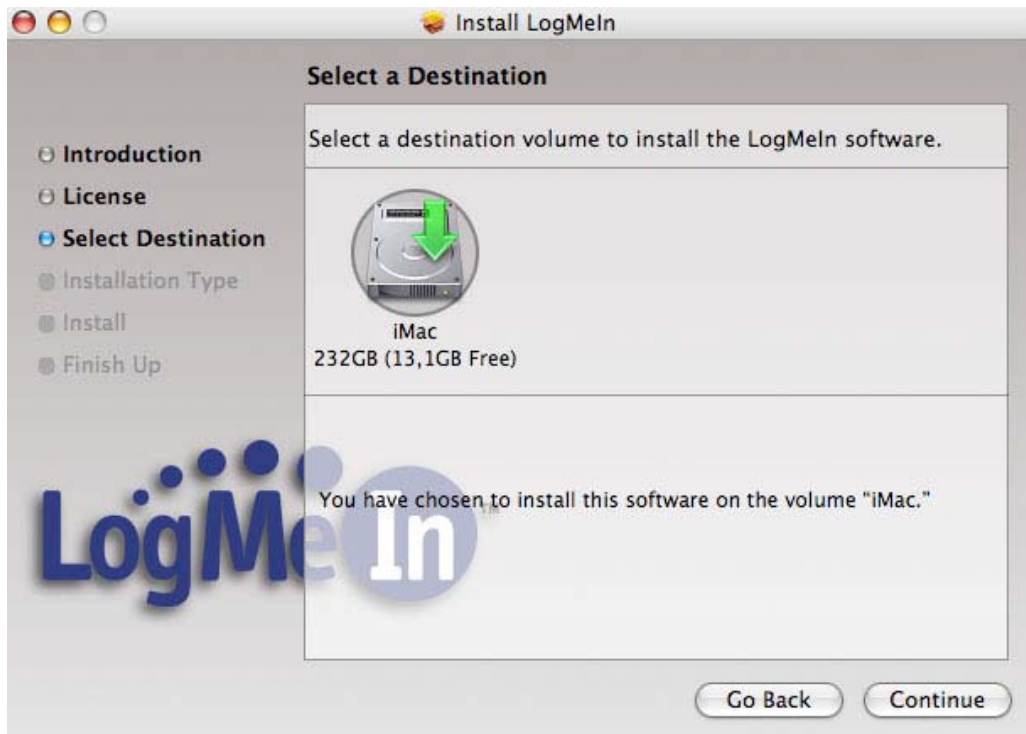 Install LogMeIn
Select a Destination
Introduction
License
Select Destination
Installation Type
Install
Finish Up
Select a destination volume to install the LogMeIn software.
iMac
232GB (13,1GB Free)
You have chosen to install this software on the volume "iMac."
LogMeIn™
Go Back
Continue